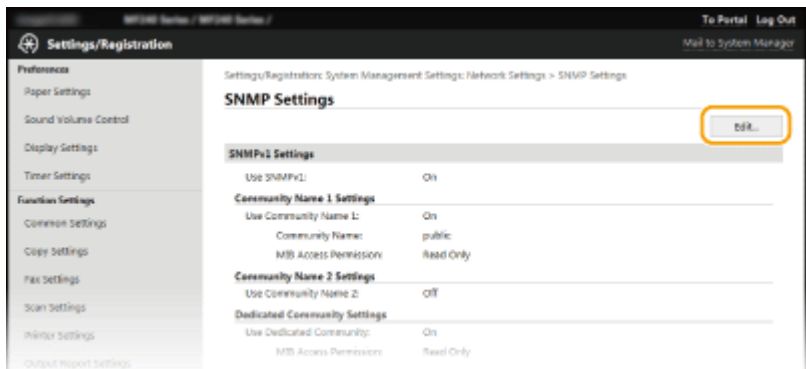 MF240 Series / MF240 Series /
To Portal Log Out
Settings/Registration
Mail to System Manager
Preferences
Paper Settings
Sound Volume Control
Display Settings
Timer Settings
Function Settings
Common Settings
Copy Settings
Fax Settings
Scan Settings
Printer Settings
Output Report Settings
Settings/Registration: System Management Settings: Network Settings > SNMP Settings
SNMP Settings
Edit...
SNMPv1 Settings
Use SNMPv1: On
Community Name 1 Settings
Use Community Name 1: On
Community Name: public
MIB Access Permission: Read Only
Community Name 2 Settings
Use Community Name 2: Off
Dedicated Community Settings
Use Dedicated Community: On
MIB Access Permission: Read Only